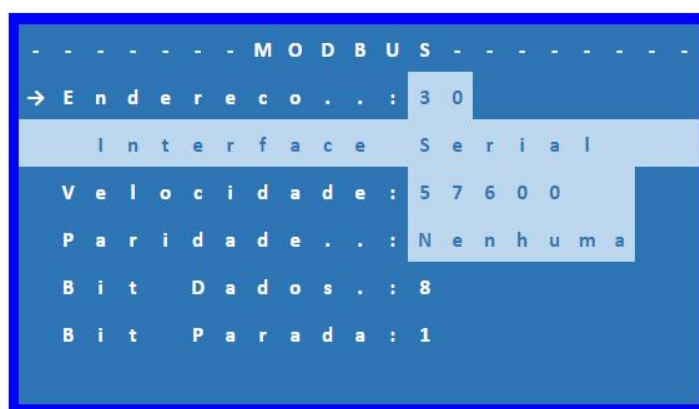 - - - - - - - MODBUS - - - - - - - -
→ Endereco..: 30
Interface Serial
Velocidade: 57600
Paridade..: Nenhuma
Bit Dados.: 8
Bit Parada: 1